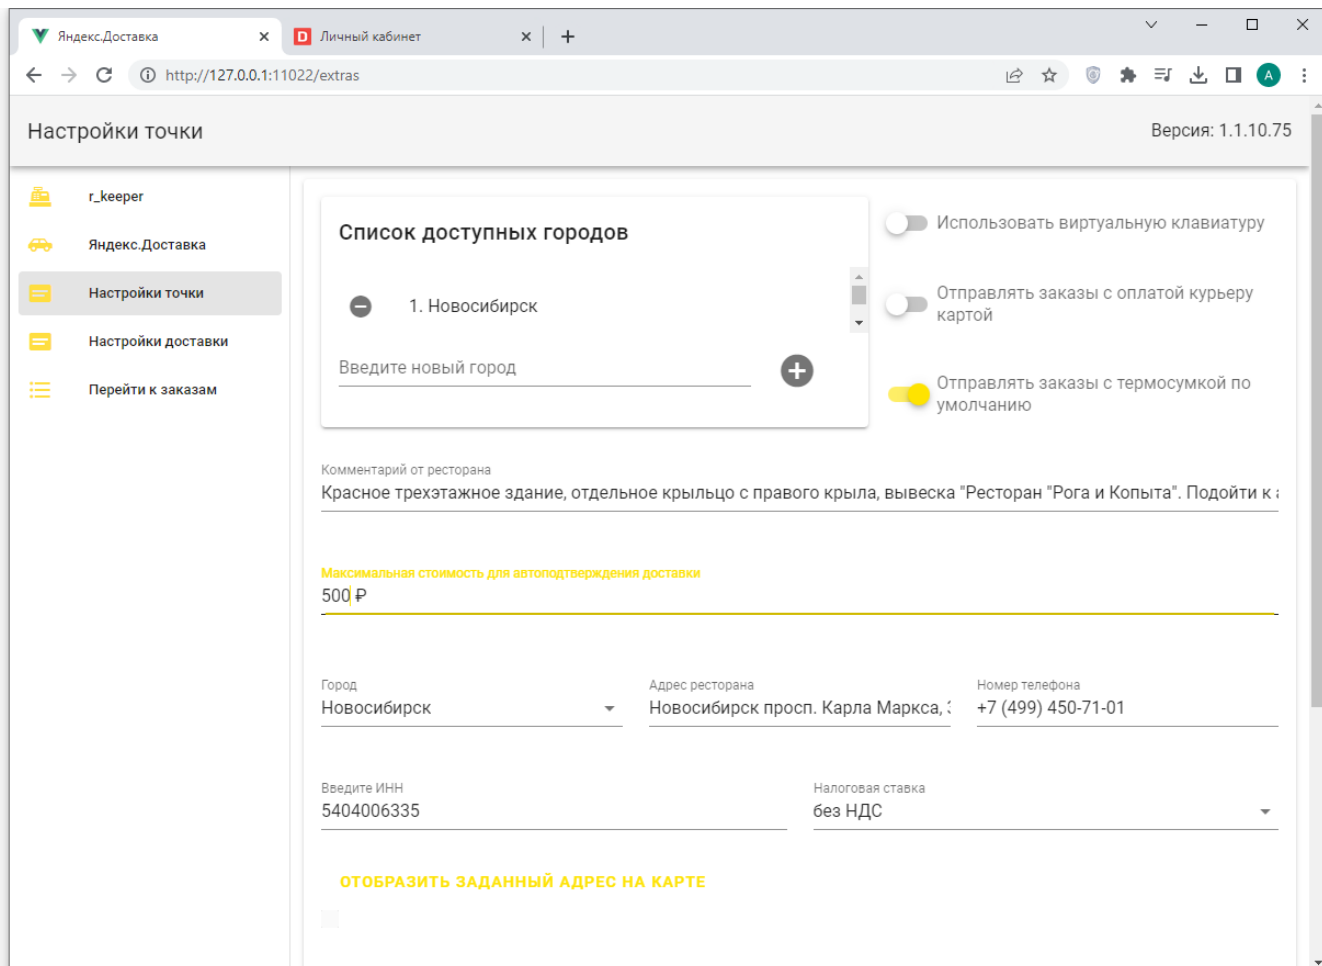 Яндекс.Доставка
D Личный кабинет
http://127.0.0.1:11022/extras
A
Настройки точки
Версия: 1.1.10.75
r_keeper
Яндекс.Доставка
Настройки точки
Настройки доставки
Перейти к заказам
Список доступных городов
1. Новосибирск
Введите новый город
Использовать виртуальную клавиатуру
Отправлять заказы с оплатой курьеру
картой
Отправлять заказы с термосумкой по
умолчанию
Комментарий от ресторана
Красное трехэтажное здание, отдельное крыльцо с правого крыла, вывеска "Ресторан "Рога и Копыта". Подойти к
Максимальная стоимость для автоподтверждения доставки
500 ₽
Город
Новосибирск
Адрес ресторана
Новосибирск просп. Карла Маркса,
Номер телефона
+7 (499) 450-71-01
Введите ИНН
5404006335
Налоговая ставка
без НДС
ОТОБРАЗИТЬ ЗАДАННЫЙ АДРЕС НА КАРТЕ